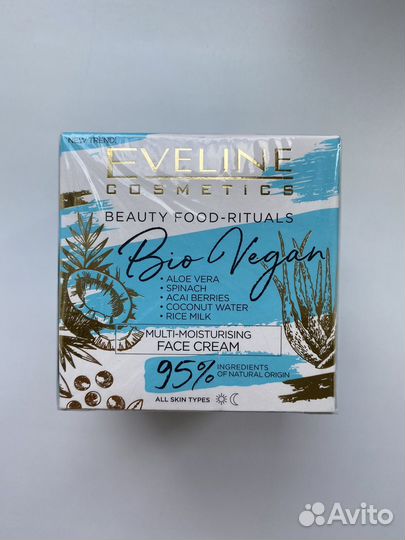 NEW TREND!
EVELINE
COSMETICS
BEAUTY FOOD-RITUALS
Bio Vegan
• ALOE VERA
• SPINACH
• ACAI BERRIES
• COCONUT WATER
• RICE MILK
MULTI-MOISTURISING
FACE CREAM
95% INGREDIENTS
OF NATURAL ORIGIN
ALL SKIN TYPES
Avito